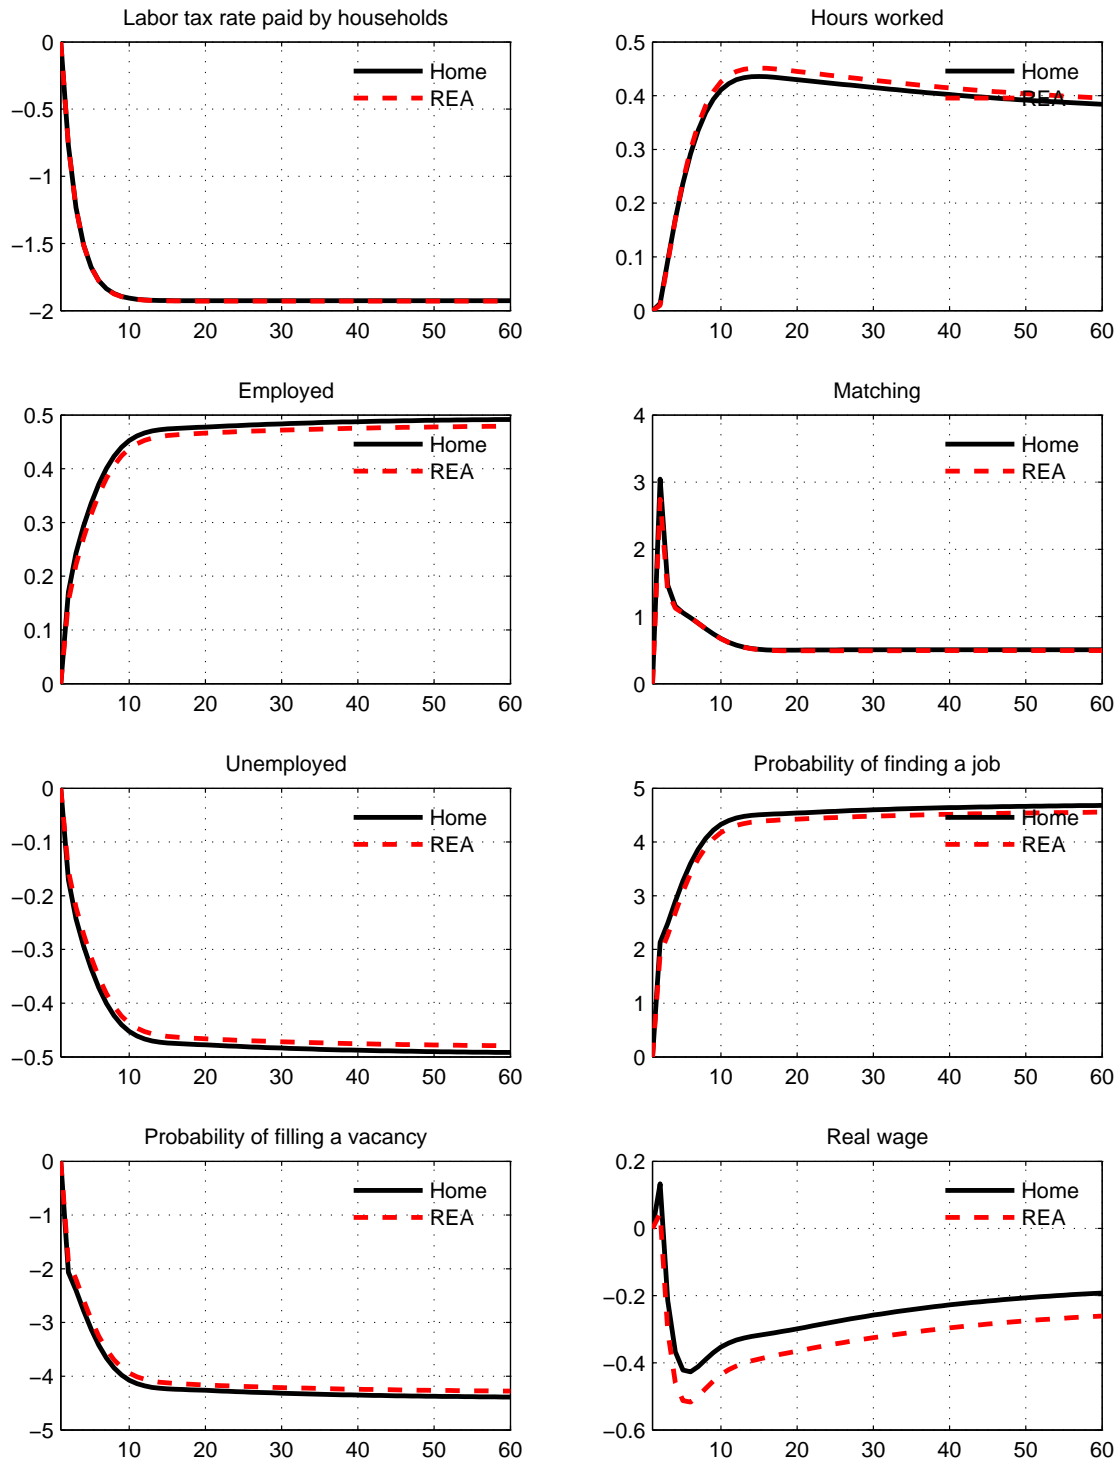 Labor tax rate paid by households
0
−0.5
−1
−1.5
−2
10 20 30 40 50 60
Home
REA
Hours worked
0.5
0.4
0.3
0.2
0.1
0
10 20 30 40 50 60
Home
REA
Employed
0.5
0.4
0.3
0.2
0.1
0
10 20 30 40 50 60
Home
REA
Matching
4
3
2
1
0
10 20 30 40 50 60
Home
REA
Unemployed
0
−0.1
−0.2
−0.3
−0.4
−0.5
10 20 30 40 50 60
Home
REA
Probability of finding a job
5
4
3
2
1
0
10 20 30 40 50 60
Home
REA
Probability of filling a vacancy
0
−1
−2
−3
−4
−5
10 20 30 40 50 60
Home
REA
Real wage
0.2
0
−0.2
−0.4
−0.6
10 20 30 40 50 60
Home
REA